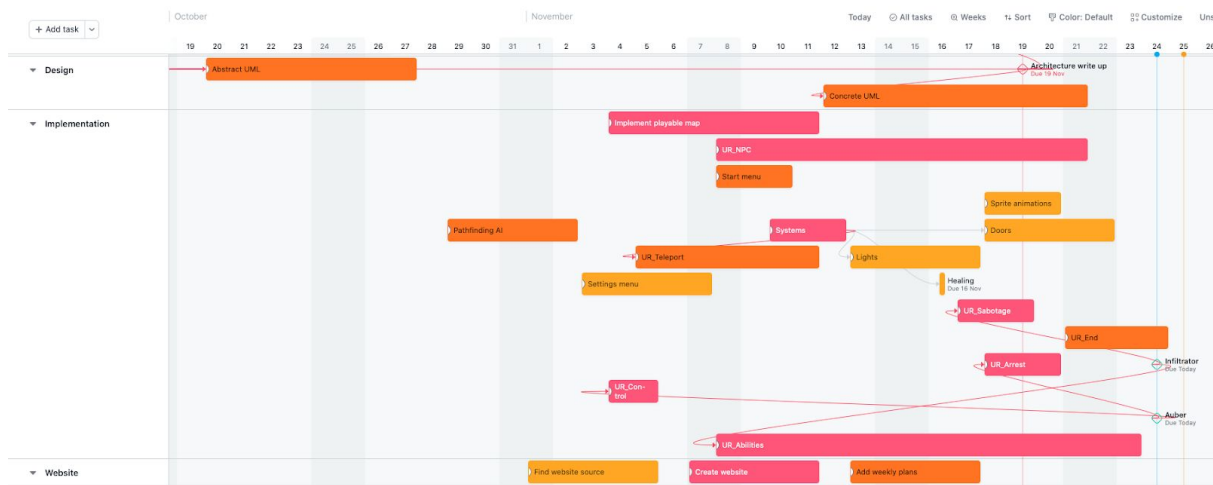 October
November
Today
All tasks
Weeks
Sort
Color: Default
Customize
Uns
+ Add task
19 20 21 22 23 24 25 26 27 28 29 30 31 1 2 3 4 5 6 7 8 9 10 11 12 13 14 15 16 17 18 19 20 21 22 23 24 25 26
Design
Abstract UML
Architecture write up
Due 19 Nov
Concrete UML
Implementation
Implement playable map
UR_NPC
Start menu
Sprite animations
Pathfinding AI
Systems
Doors
UR_Teleport
Lights
Settings menu
Healing
Due 16 Nov
UR_Sabotage
UR_End
UR_Arrest
Infiltrator
Due Today
UR_Con-
trol
Auber
Due Today
UR_Abilities
Website
Find website source
Create website
Add weekly plans